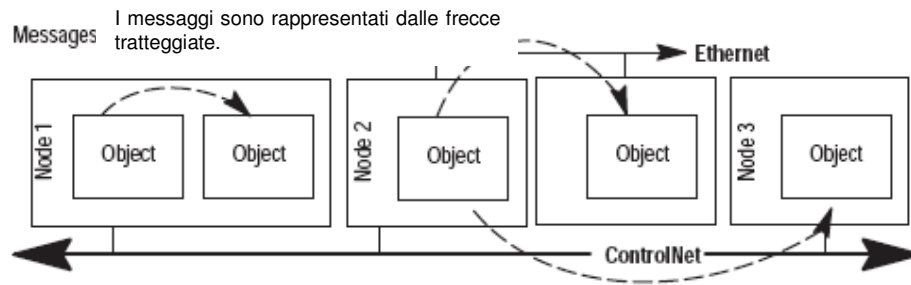 I messaggi sono rappresentati dalle frecce
Messages tratteggiate.
Ethernet
Node 1
Object
Object
Node 2
Object
Object
Node 3
Object
ControlNet